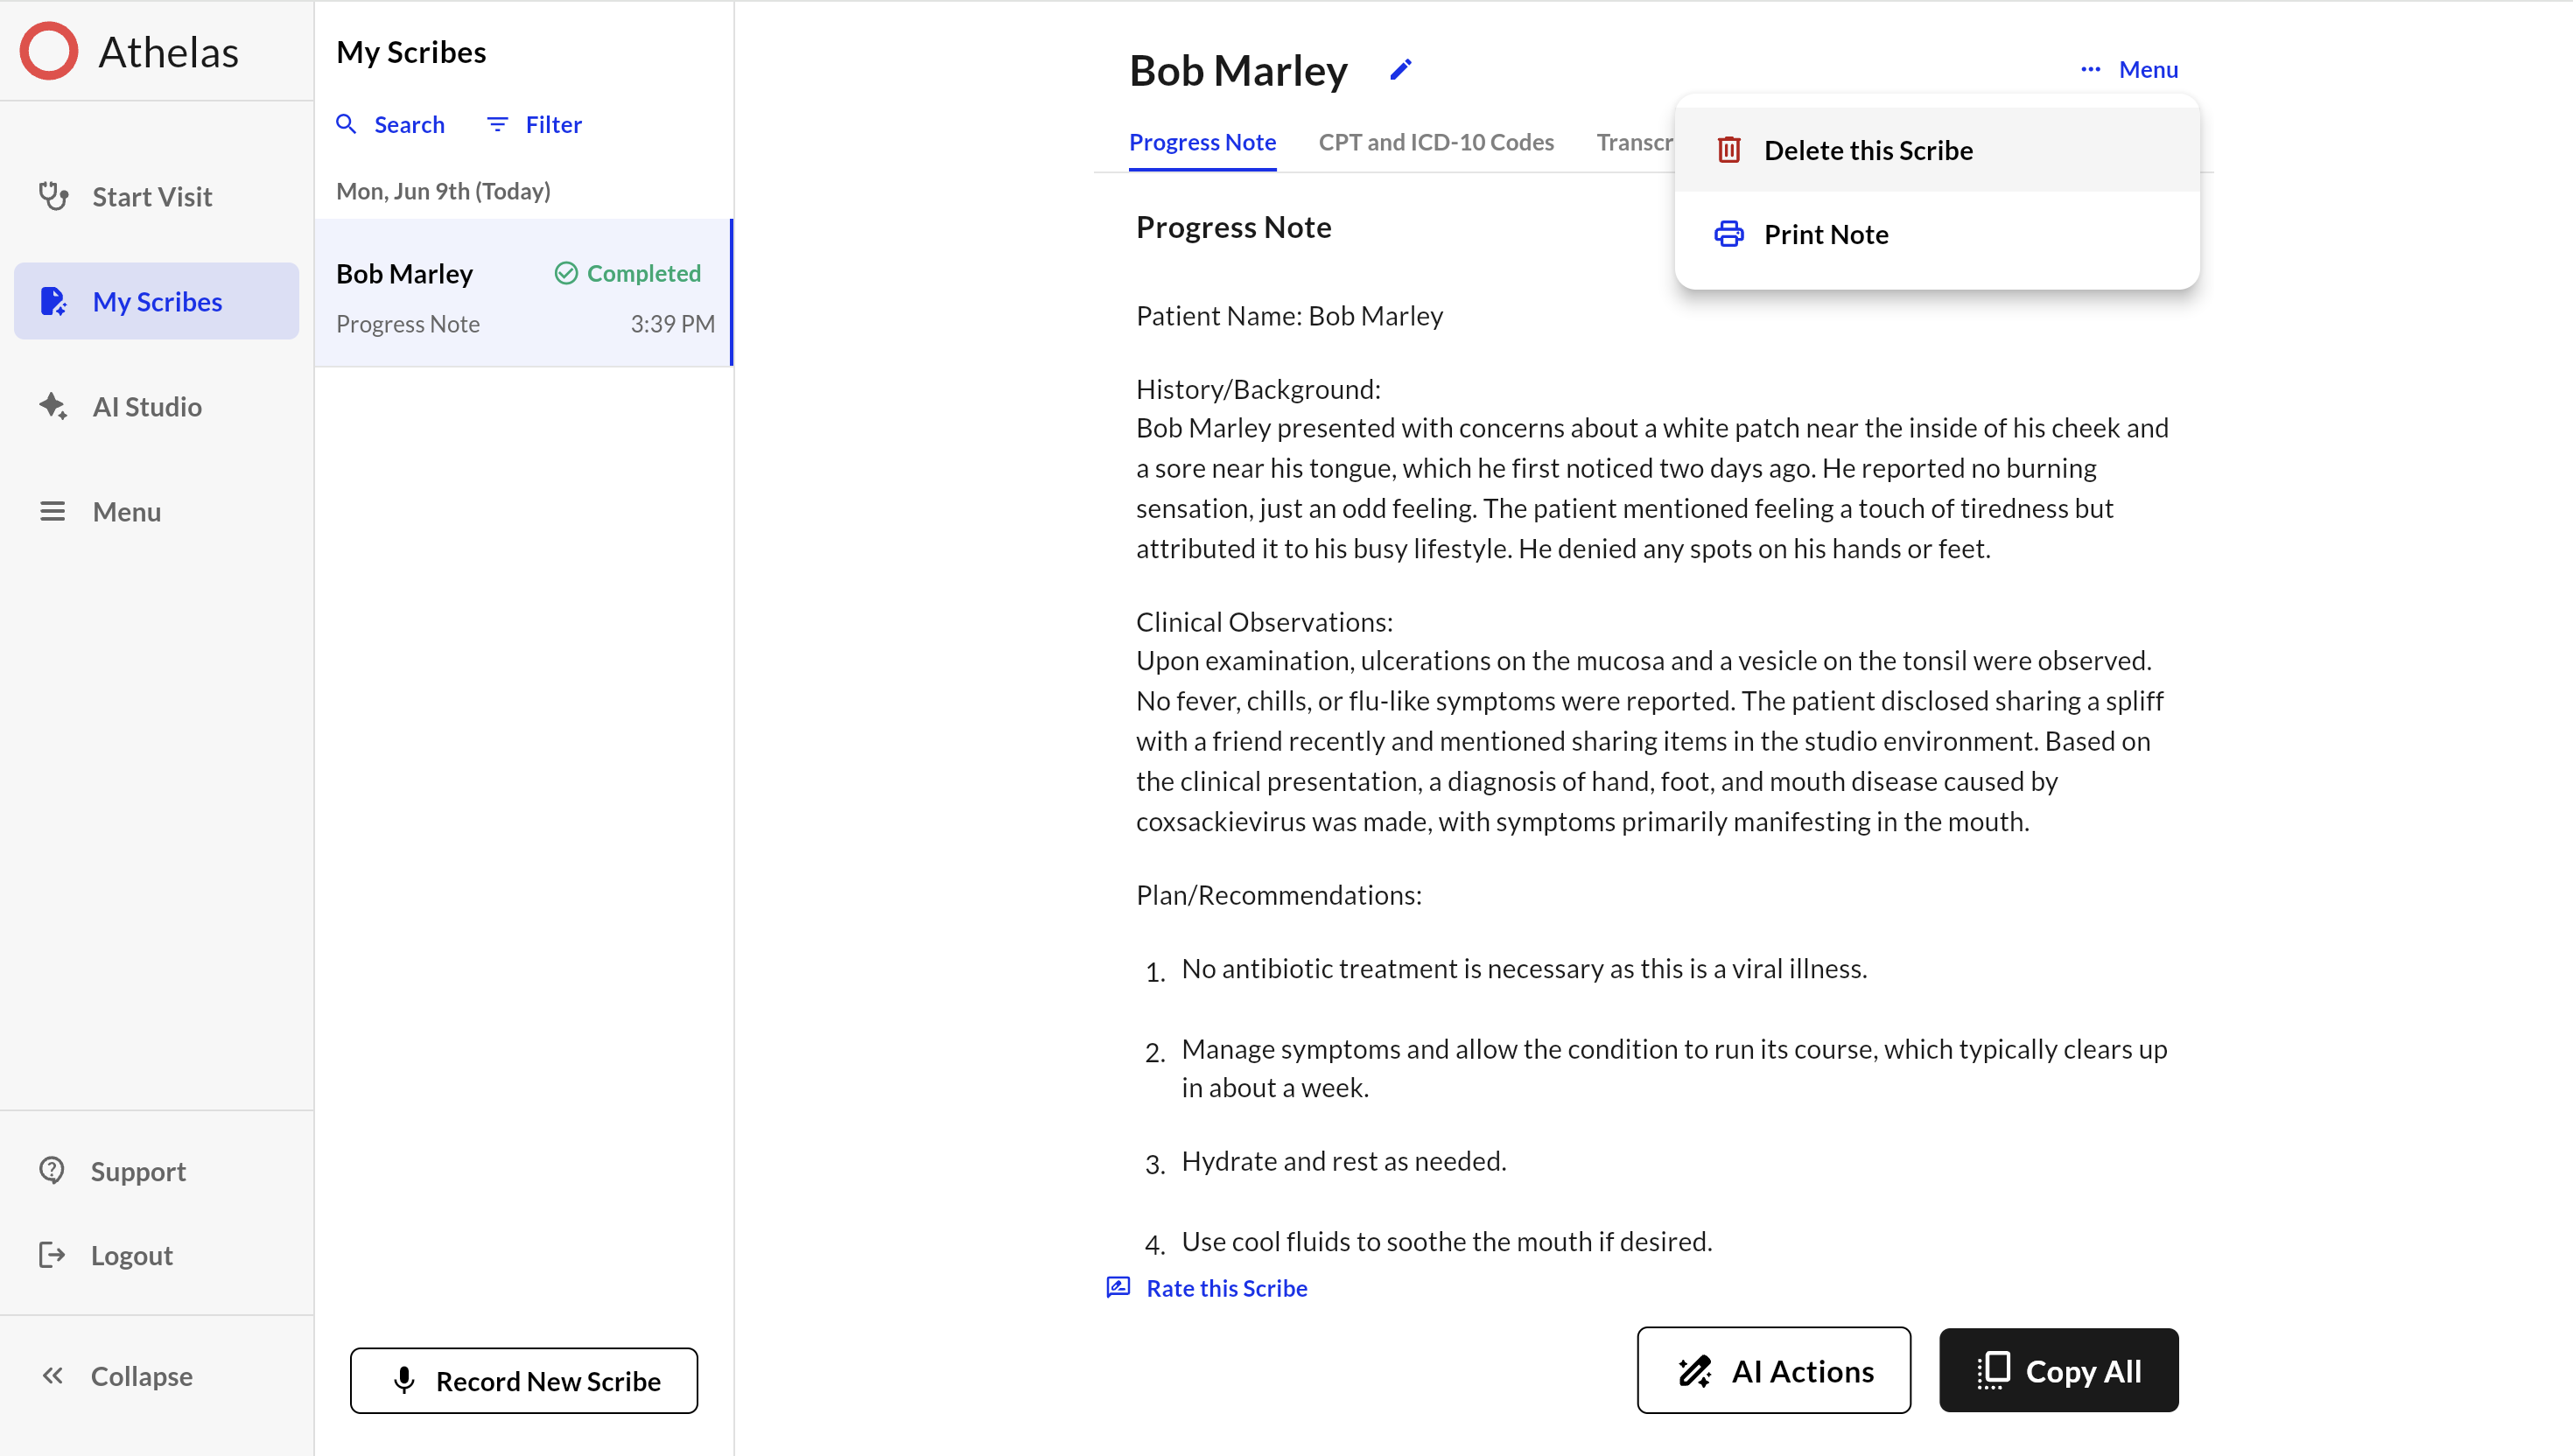 Athelas
Start Visit
My Scribes
AI Studio
Menu
Support
Logout
Collapse
My Scribes
Search
Filter
Mon, Jun 9th (Today)
Bob Marley
Completed
Progress Note
3:39 PM
Record New Scribe
Bob Marley
Menu
Progress Note
CPT and ICD-10 Codes
Transcr
Delete this Scribe
Print Note
Progress Note
Patient Name: Bob Marley
History/Background:
Bob Marley presented with concerns about a white patch near the inside of his cheek and
a sore near his tongue, which he first noticed two days ago. He reported no burning
sensation, just an odd feeling. The patient mentioned feeling a touch of tiredness but
attributed it to his busy lifestyle. He denied any spots on his hands or feet.
Clinical Observations:
Upon examination, ulcerations on the mucosa and a vesicle on the tonsil were observed.
No fever, chills, or flu-like symptoms were reported. The patient disclosed sharing a spliff
with a friend recently and mentioned sharing items in the studio environment. Based on
the clinical presentation, a diagnosis of hand, foot, and mouth disease caused by
coxsackievirus was made, with symptoms primarily manifesting in the mouth.
Plan/Recommendations:
1. No antibiotic treatment is necessary as this is a viral illness.
2. Manage symptoms and allow the condition to run its course, which typically clears up
in about a week.
3. Hydrate and rest as needed.
4. Use cool fluids to soothe the mouth if desired.
Rate this Scribe
AI Actions
Copy All